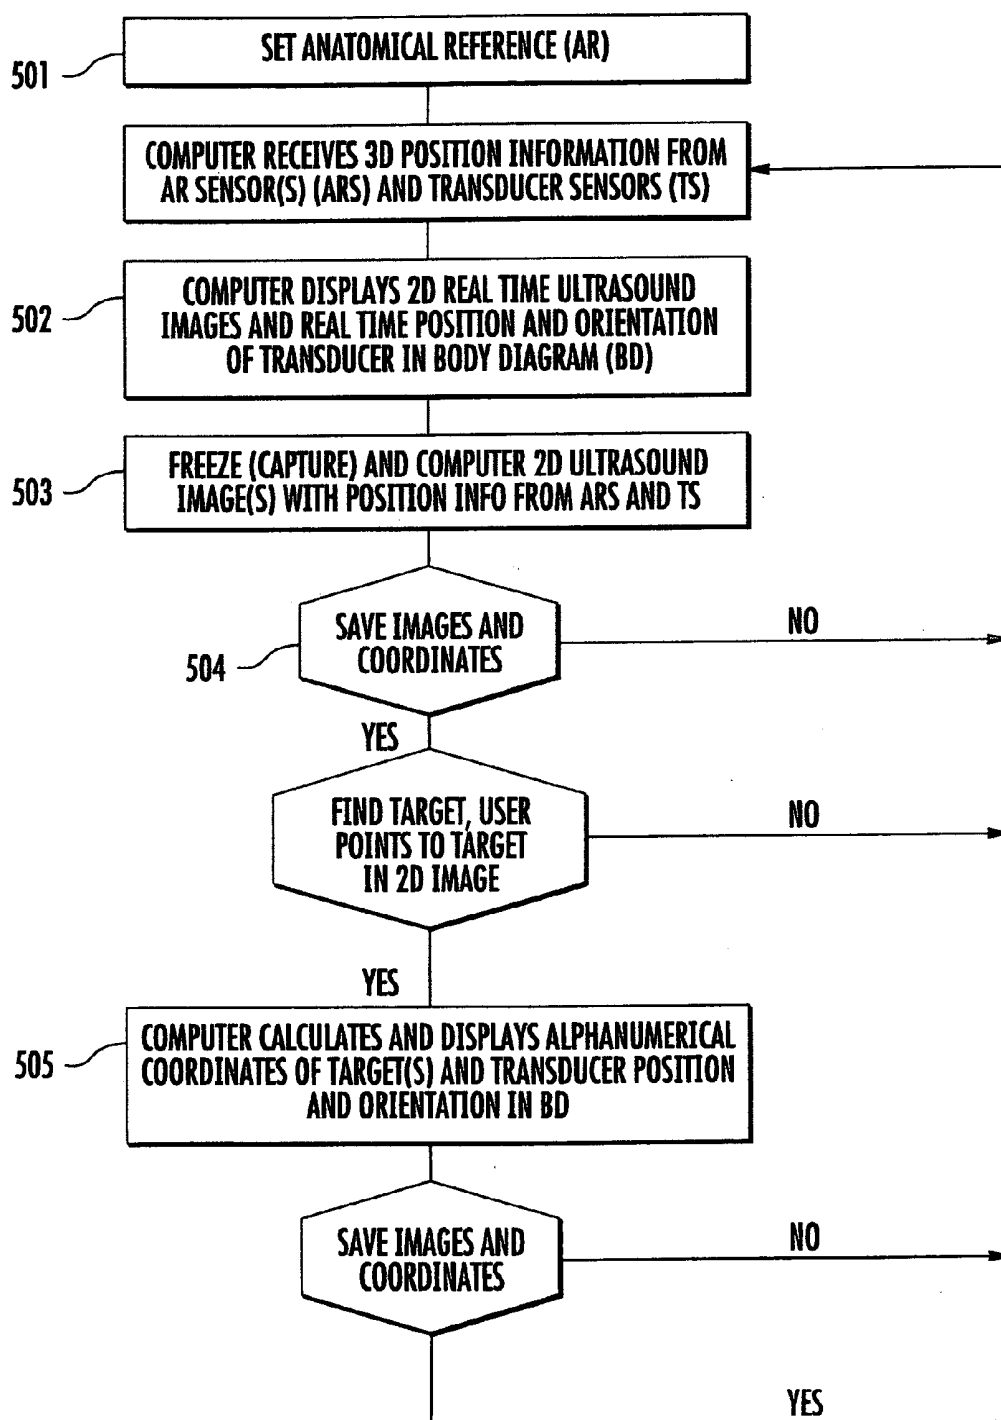 SET ANATOMICAL REFERENCE (AR)
501
COMPUTER RECEIVES 3D POSITION INFORMATION FROM
AR SENSOR(S) (ARS) AND TRANSDUCER SENSORS (TS)
COMPUTER DISPLAYS 2D REAL TIME ULTRASOUND
IMAGES AND REAL TIME POSITION AND ORIENTATION
OF TRANSDUCER IN BODY DIAGRAM (BD)
502
FREEZE (CAPTURE) AND COMPUTER 2D ULTRASOUND
IMAGE(S) WITH POSITION INFO FROM ARS AND TS
503
SAVE IMAGES AND
COORDINATES
504
NO
YES
FIND TARGET, USER
POINTS TO TARGET
IN 2D IMAGE
NO
YES
COMPUTER CALCULATES AND DISPLAYS ALPHANUMERICAL
COORDINATES OF TARGET(S) AND TRANSDUCER POSITION
AND ORIENTATION IN BD
505
SAVE IMAGES AND
COORDINATES
NO
YES